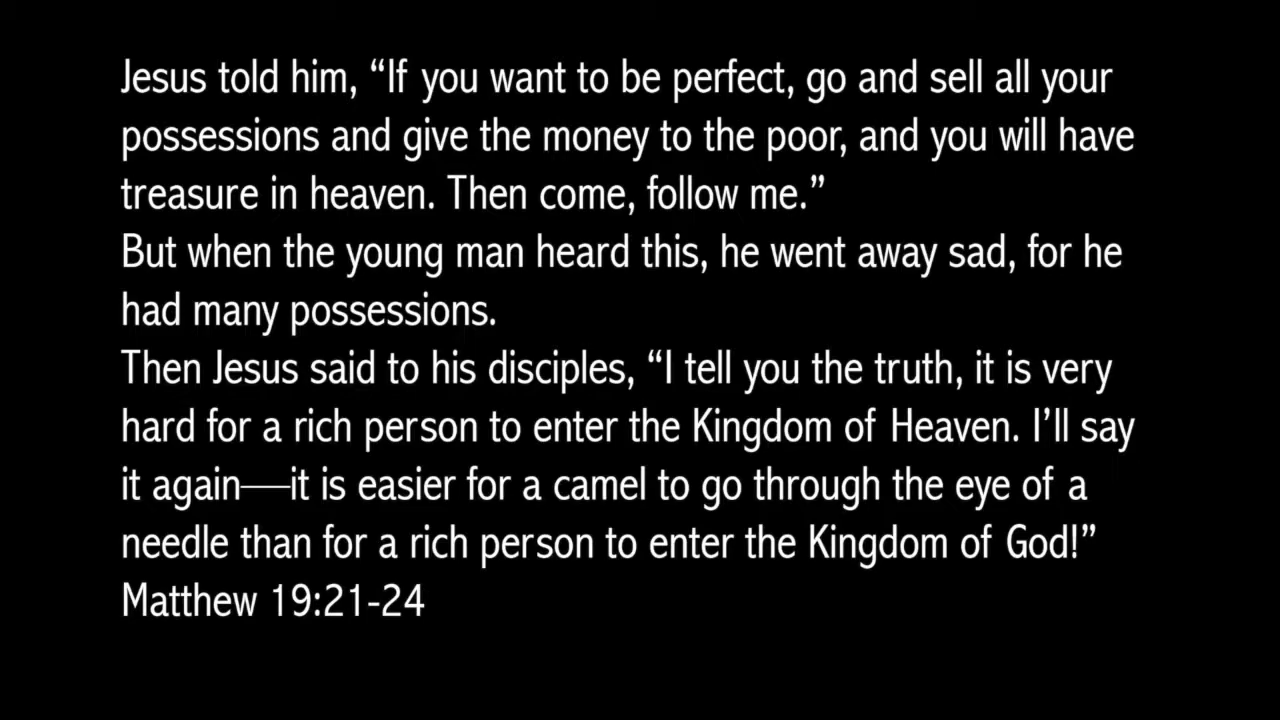 Jesus told him, “If you want to be perfect, go and sell all your
possessions and give the money to the poor, and you will have
treasure in heaven. Then come, follow me.”
But when the young man heard this, he went away sad, for he
had many possessions.
Then Jesus said to his disciples, “I tell you the truth, it is very
hard for a rich person to enter the Kingdom of Heaven. I’ll say
it again—it is easier for a camel to go through the eye of a
needle than for a rich person to enter the Kingdom of God!”
Matthew 19:21-24